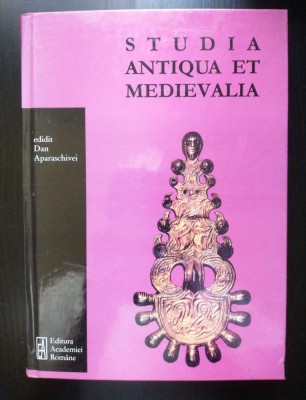 STUDIA
ANTIQUA ET
MEDIEVALIA
edidit
Dan
Aparaschivei
Editura
Academiei
Române